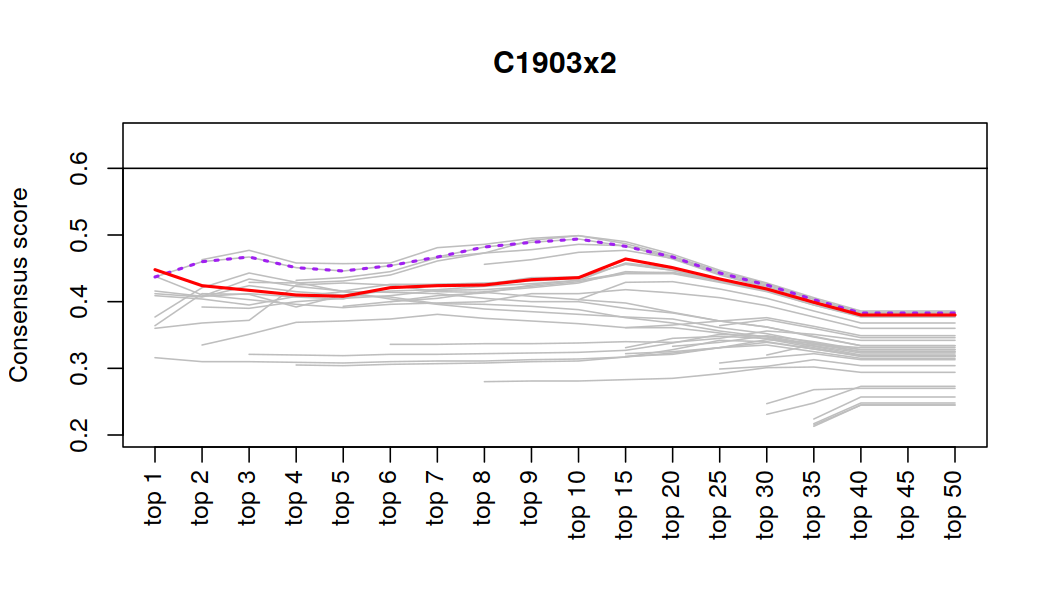 C1903x2
Consensus score
0.6
0.5
0.4
0.3
0.2
top 1
top 2
top 3
top 4
top 5
top 6
top 7
top 8
top 9
top 10
top 15
top 20
top 25
top 30
top 35
top 40
top 45
top 50